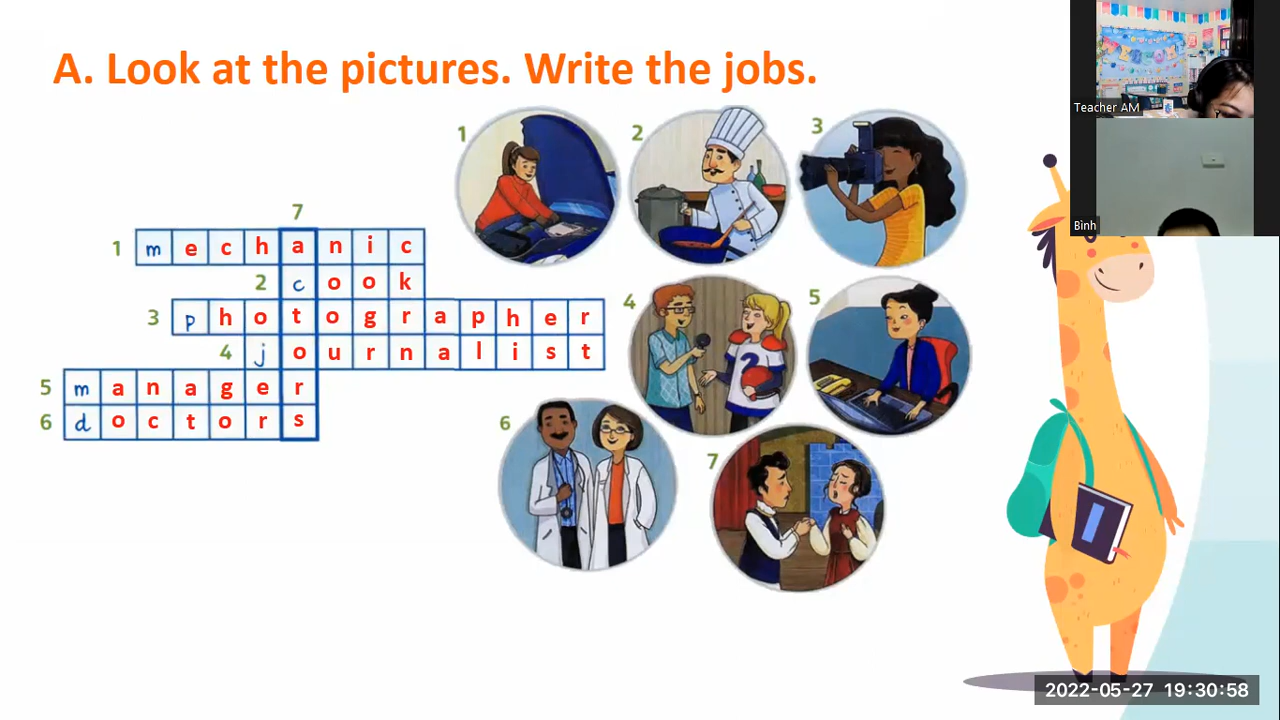 A. Look at the pictures. Write the jobs.
Teacher AM
Bình
1
2
3
7
1 mechanic
2 cook
3 photographer
4 journalist
5 manager
6 doctors
4
5
6
7
2022-05-27 19:30:58